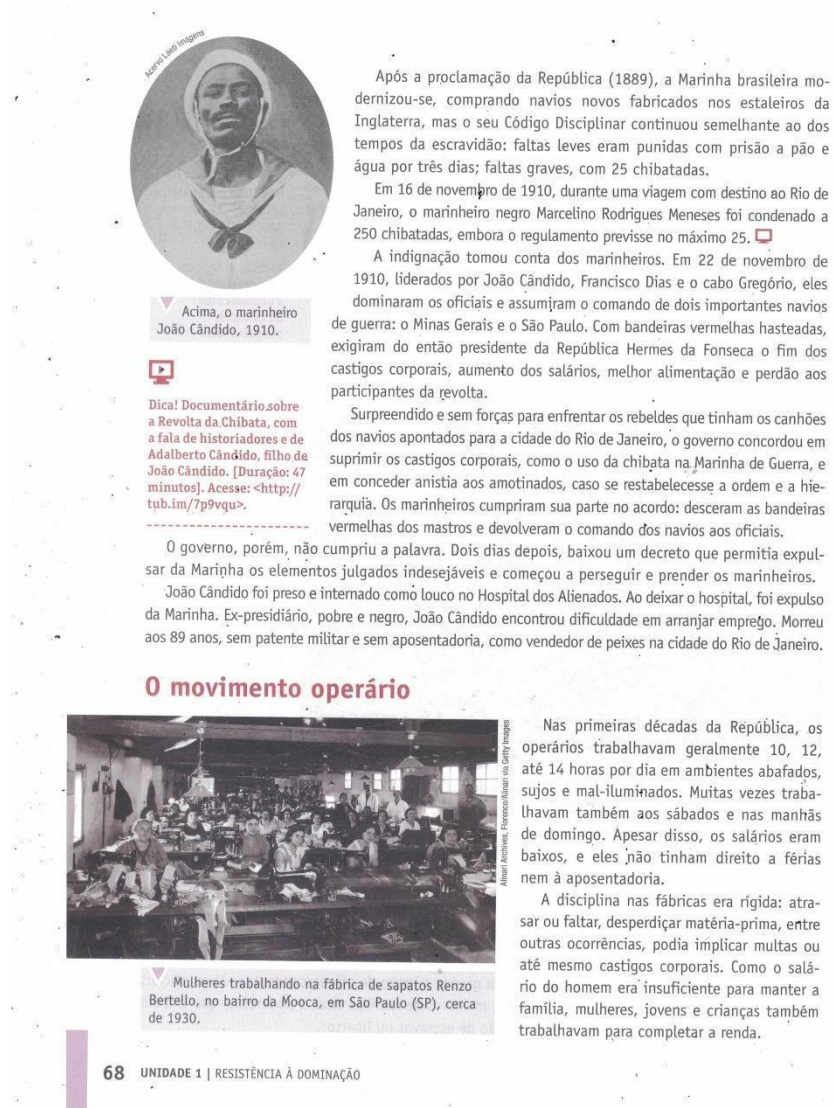 Acervo Laeti Imagens
Após a proclamação da República (1889), a Marinha brasileira mo-
dernizou-se, comprando navios novos fabricados nos estaleiros da
Inglaterra, mas o seu Código Disciplinar continuou semelhante ao dos
tempos da escravidão: faltas leves eram punidas com prisão a pão e
água por três dias; faltas graves, com 25 chibatadas.
Em 16 de novembro de 1910, durante uma viagem com destino ao Rio de
Janeiro, o marinheiro negro Marcelino Rodrigues Meneses foi condenado a
250 chibatadas, embora o regulamento previsse no máximo 25.
A indignação tomou conta dos marinheiros. Em 22 de novembro de
1910, liderados por João Cândido, Francisco Dias e o cabo Gregório, eles
dominaram os oficiais e assumiram o comando de dois importantes navios
de guerra: o Minas Gerais e o São Paulo. Com bandeiras vermelhas hasteadas,
exigiram do então presidente da República Hermes da Fonseca o fim dos
castigos corporais, aumento dos salários, melhor alimentação e perdão aos
participantes da revolta.
Surpreendido e sem forças para enfrentar os rebeldes que tinham os canhões
dos navios apontados para a cidade do Rio de Janeiro, o governo concordou em
suprimir os castigos corporais, como o uso da chibata na Marinha de Guerra, e
em conceder anistia aos amotinados, caso se restabelecesse a ordem e a hie-
rarquia. Os marinheiros cumpriram sua parte no acordo: desceram as bandeiras
vermelhas dos mastros e devolveram o comando dos navios aos oficiais.
Acima, o marinheiro
João Cândido, 1910.
Dica! Documentário sobre
a Revolta da Chibata, com
a fala de historiadores e de
Adalberto Cândido, filho de
João Cândido. [Duração: 47
minutos]. Acesse: <http://
tub.im/7p9vqu>.
O governo, porém, não cumpriu a palavra. Dois dias depois, baixou um decreto que permitia expul-
sar da Marinha os elementos julgados indesejáveis e começou a perseguir e prender os marinheiros.
João Cândido foi preso e internado como louco no Hospital dos Alienados. Ao deixar o hospital, foi expulso
da Marinha. Ex-presidiário, pobre e negro, João Cândido encontrou dificuldade em arranjar emprego. Morreu
aos 89 anos, sem patente militar e sem aposentadoria, como vendedor de peixes na cidade do Rio de Janeiro.
O movimento operário
Alinari Archives, Florence/Alinari via Getty Images
Mulheres trabalhando na fábrica de sapatos Renzo
Bertello, no bairro da Mooca, em São Paulo (SP), cerca
de 1930.
Nas primeiras décadas da República, os
operários trabalhavam geralmente 10, 12,
até 14 horas por dia em ambientes abafados,
sujos e mal-iluminados. Muitas vezes traba-
lhavam também aos sábados e nas manhãs
de domingo. Apesar disso, os salários eram
baixos, e eles não tinham direito a férias
nem à aposentadoria.
A disciplina nas fábricas era rígida: atra-
sar ou faltar, desperdiçar matéria-prima, entre
outras ocorrências, podia implicar multas ou
até mesmo castigos corporais. Como o salá-
rio do homem era insuficiente para manter a
família, mulheres, jovens e crianças também
trabalhavam para completar a renda.
68 UNIDADE 1 | RESISTÊNCIA À DOMINAÇÃO